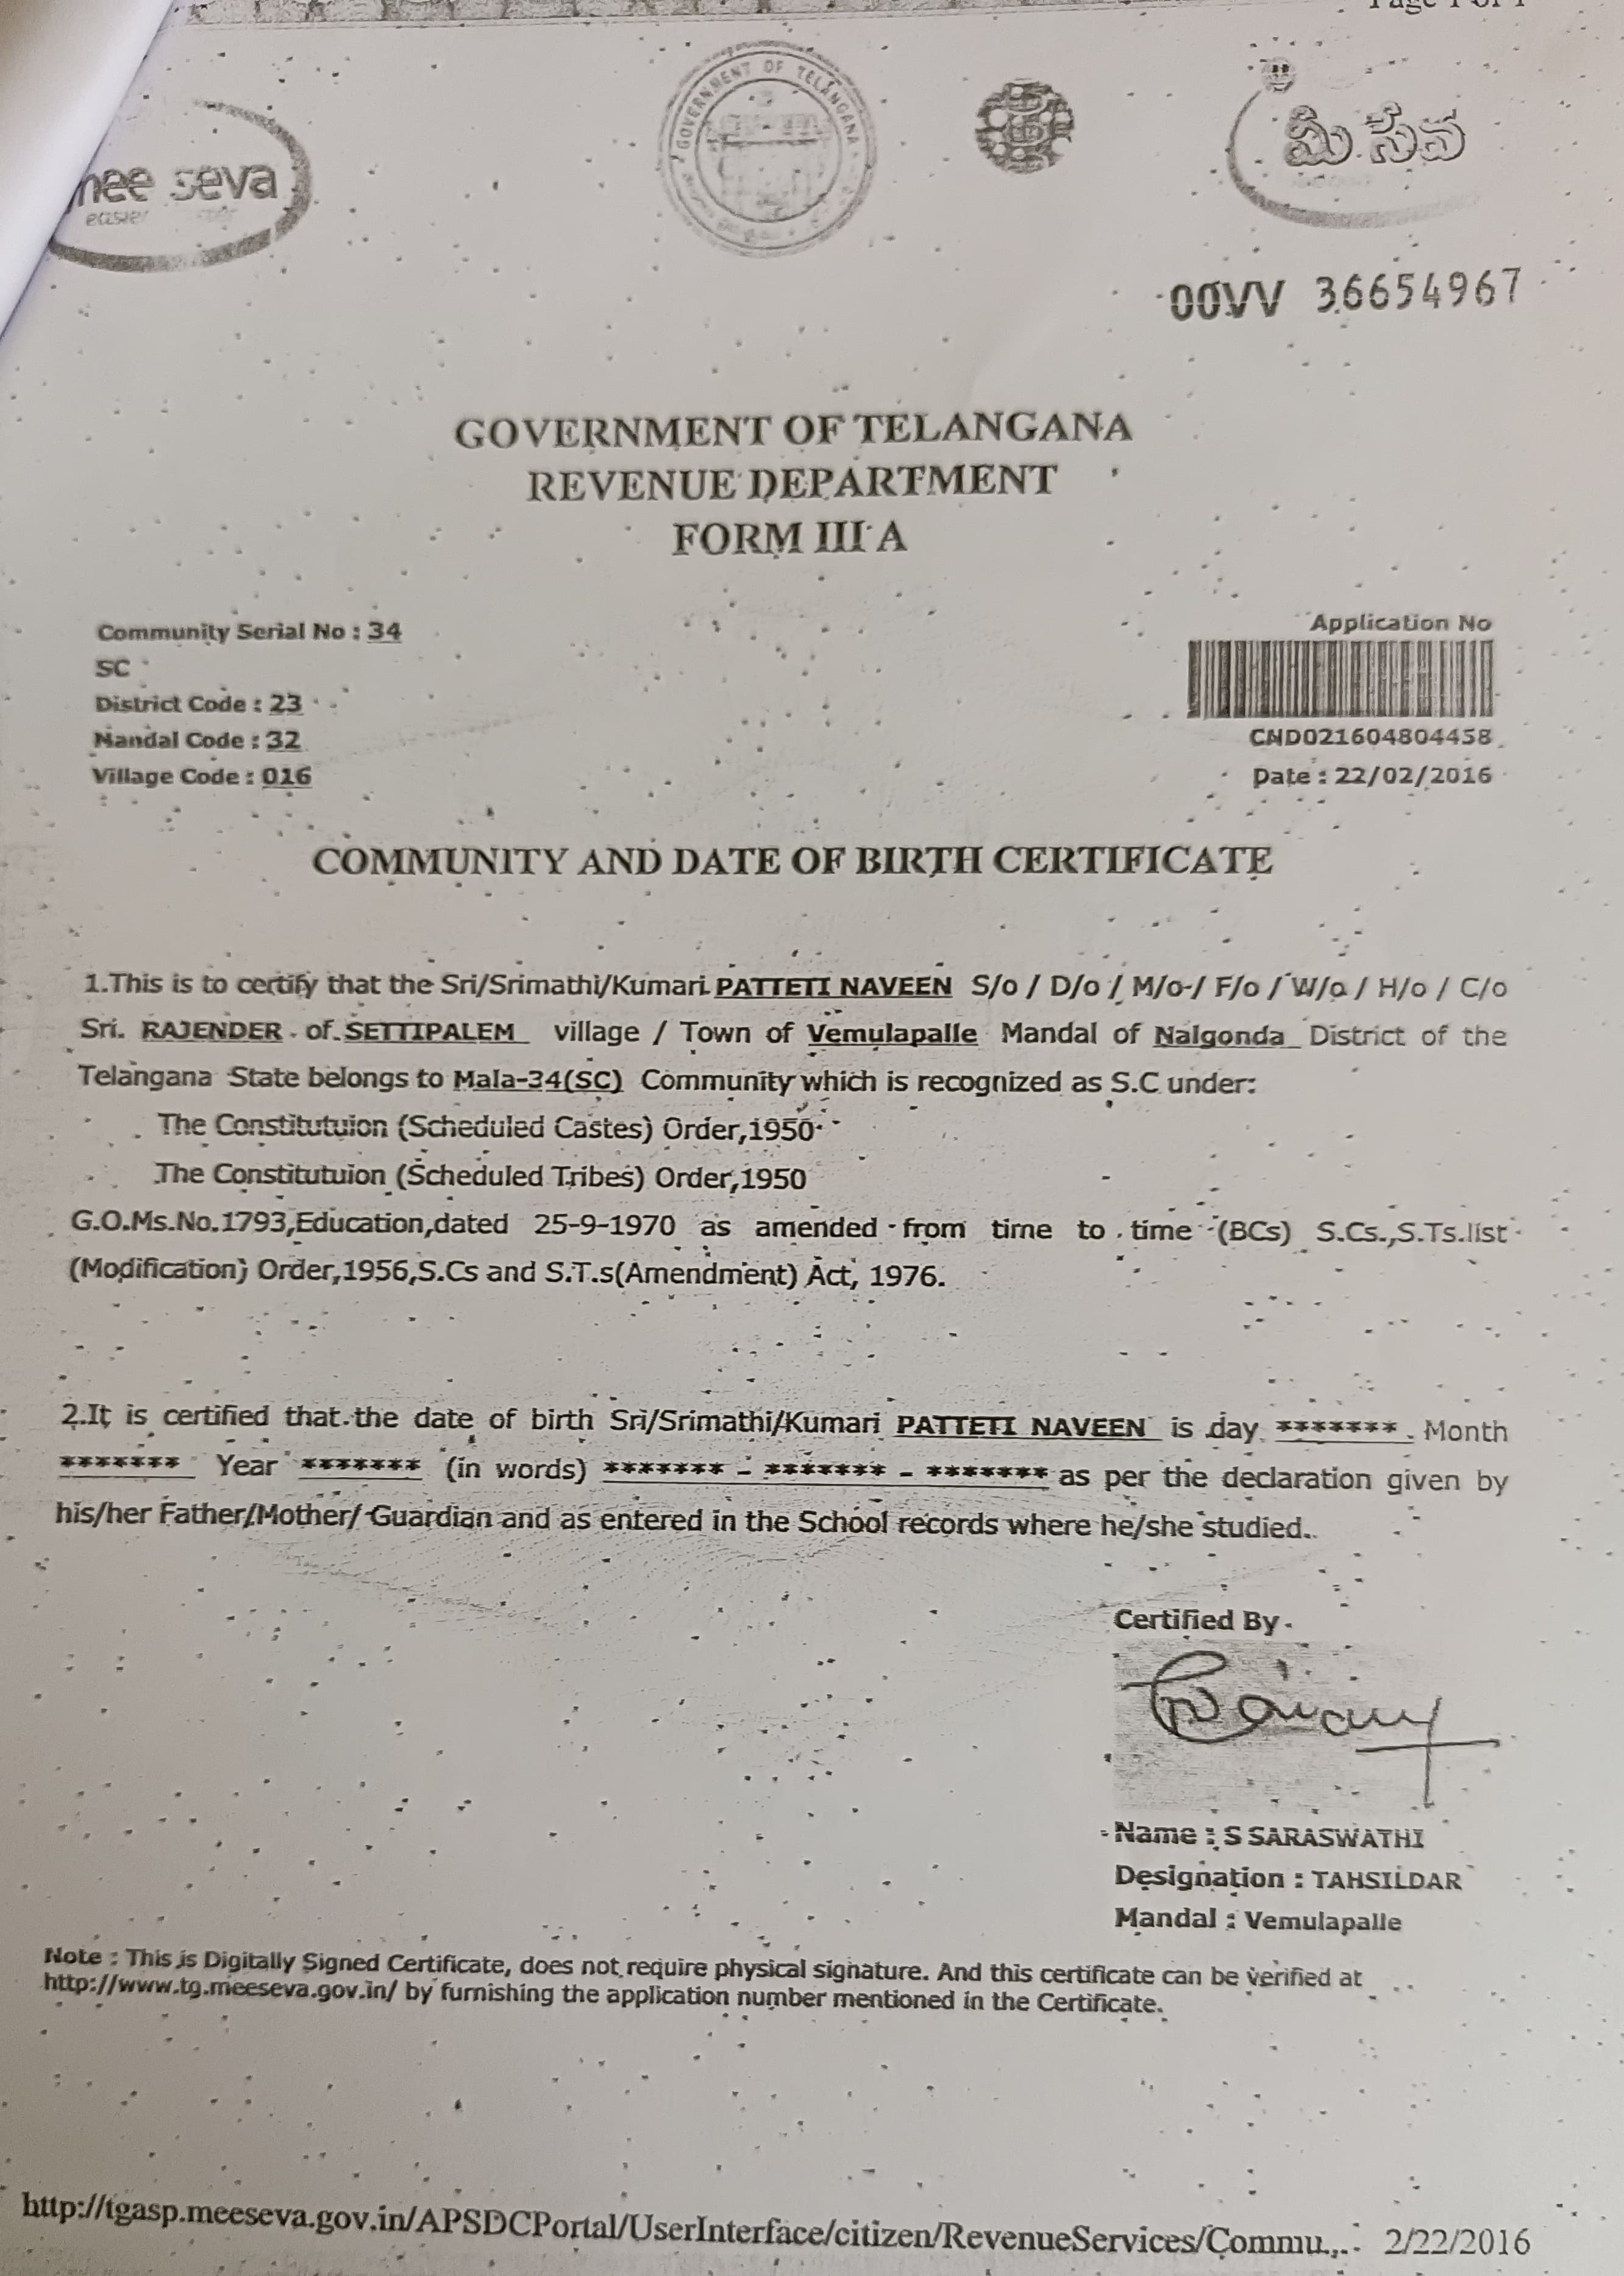 Page 1 of 1
mee seva
easier
GOVERNMENT OF TELANGANA
మీ సేవ
00VV 36654967
GOVERNMENT OF TELANGANA
REVENUE DEPARTMENT
FORM III A
Community Serial No : 34
SC
District Code : 23
Mandal Code : 32
Village Code : 016
Application No
CND021604804458
Date : 22/02/2016
COMMUNITY AND DATE OF BIRTH CERTIFICATE
1.This is to certify that the Sri/Srimathi/Kumari PATTETI NAVEEN S/o / D/o / M/o / F/o / W/o / H/o / C/o
Sri. RAJENDER of SETTIPALEM village / Town of Vemulapalle Mandal of Nalgonda District of the
Telangana State belongs to Mala-34(SC) Community which is recognized as S.C under:
The Constitutuion (Scheduled Castes) Order,1950
The Constitutuion (Scheduled Tribes) Order,1950
G.O.Ms.No.1793,Education,dated 25-9-1970 as amended from time to time (BCs) S.Cs.,S.Ts.list
(Modification) Order,1956,S.Cs and S.T.s(Amendment) Act, 1976.
2.It is certified that the date of birth Sri/Srimathi/Kumari PATTETI NAVEEN is day ******* Month
******* Year ******* (in words) ******* - ******* - ******* as per the declaration given by
his/her Father/Mother/ Guardian and as entered in the School records where he/she studied.
Certified By
Name : S SARASWATHI
Designation : TAHSILDAR
Mandal : Vemulapalle
Note : This is Digitally Signed Certificate, does not require physical signature. And this certificate can be verified at
http://www.tg.meeseva.gov.in/ by furnishing the application number mentioned in the Certificate.
http://tgasp.meeseva.gov.in/APSDCPortal/UserInterface/citizen/RevenueServices/Commu... 2/22/2016